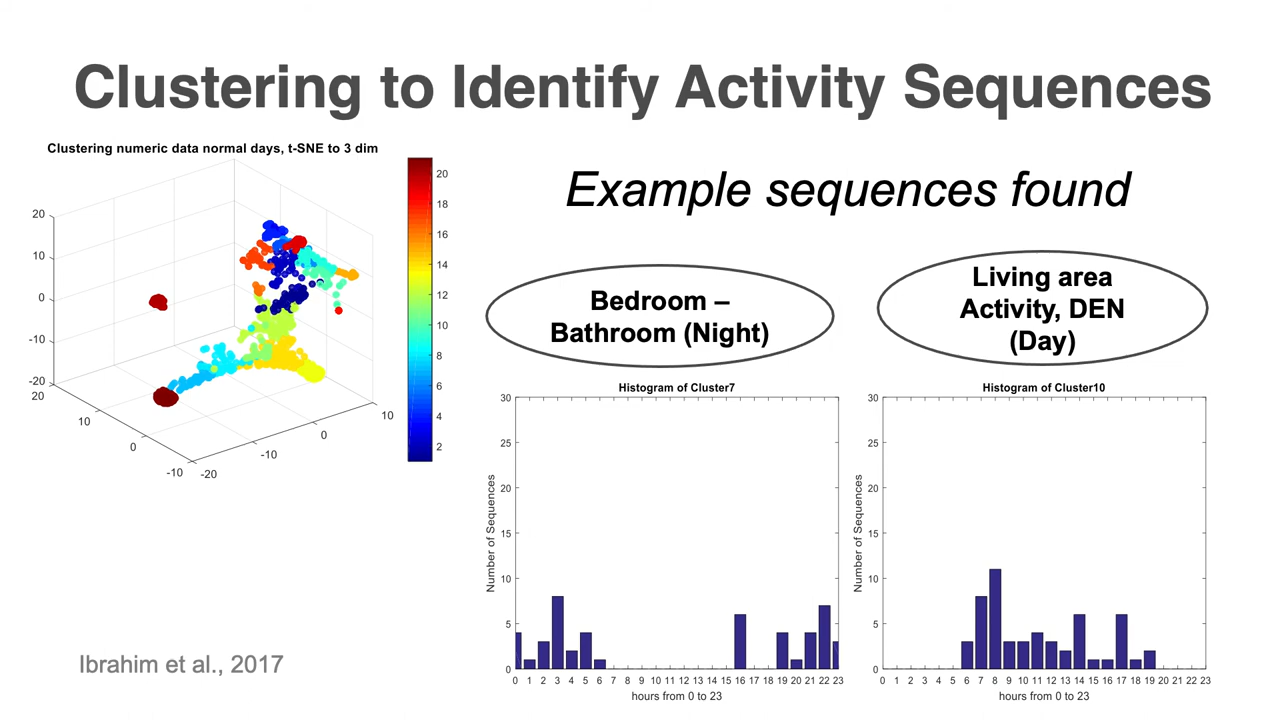 Clustering to Identify Activity Sequences
Clustering numeric data normal days, t-SNE to 3 dim
20
10
0
-10
-20
20
10
0
-10
-20
-10
0
10
20
18
16
14
12
10
8
6
4
2
Example sequences found
Bedroom –
Bathroom (Night)
Living area
Activity, DEN
(Day)
Histogram of Cluster7
Number of Sequences
30
25
20
15
10
5
0
0 1 2 3 4 5 6 7 8 9 10 11 12 13 14 15 16 17 18 19 20 21 22 23
hours from 0 to 23
Histogram of Cluster10
Number of Sequences
30
25
20
15
10
5
0
0 1 2 3 4 5 6 7 8 9 10 11 12 13 14 15 16 17 18 19 20 21 22 23
hours from 0 to 23
Ibrahim et al., 2017